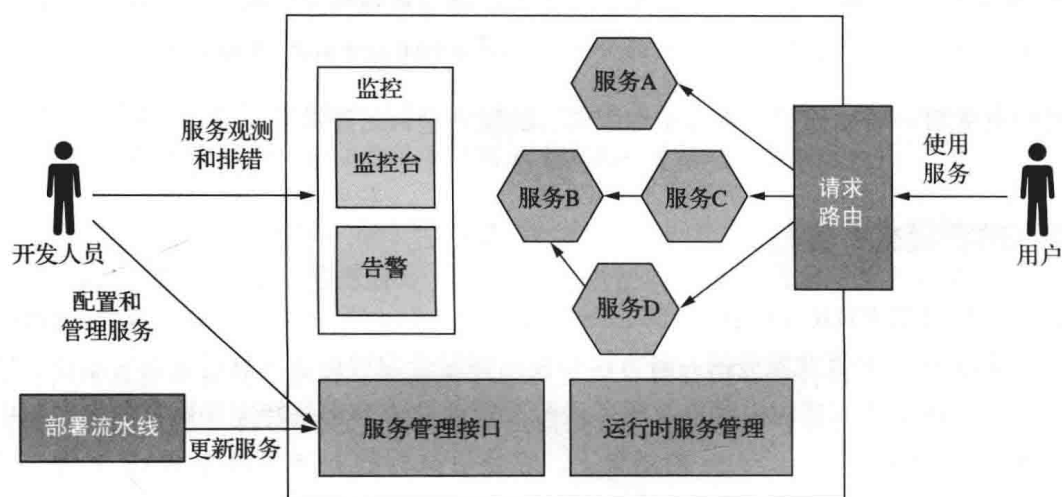 监控
服务A
服务观测
和排错
监控台
服务B
服务C
请求
路由
使用
服务
开发人员
告警
服务D
用户
配置和
管理服务
部署流水线
更新服务
服务管理接口
运行时服务管理